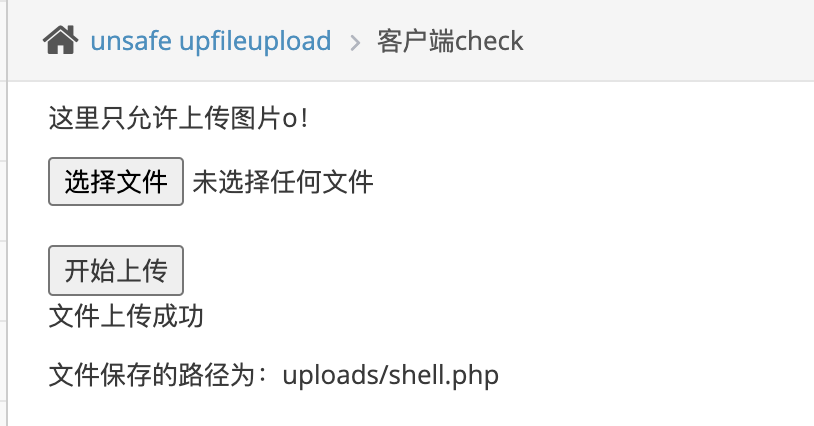 unsafe upfileupload > 客户端check
这里只允许上传图片o！
选择文件 未选择任何文件
开始上传
文件上传成功
文件保存的路径为：uploads/shell.php